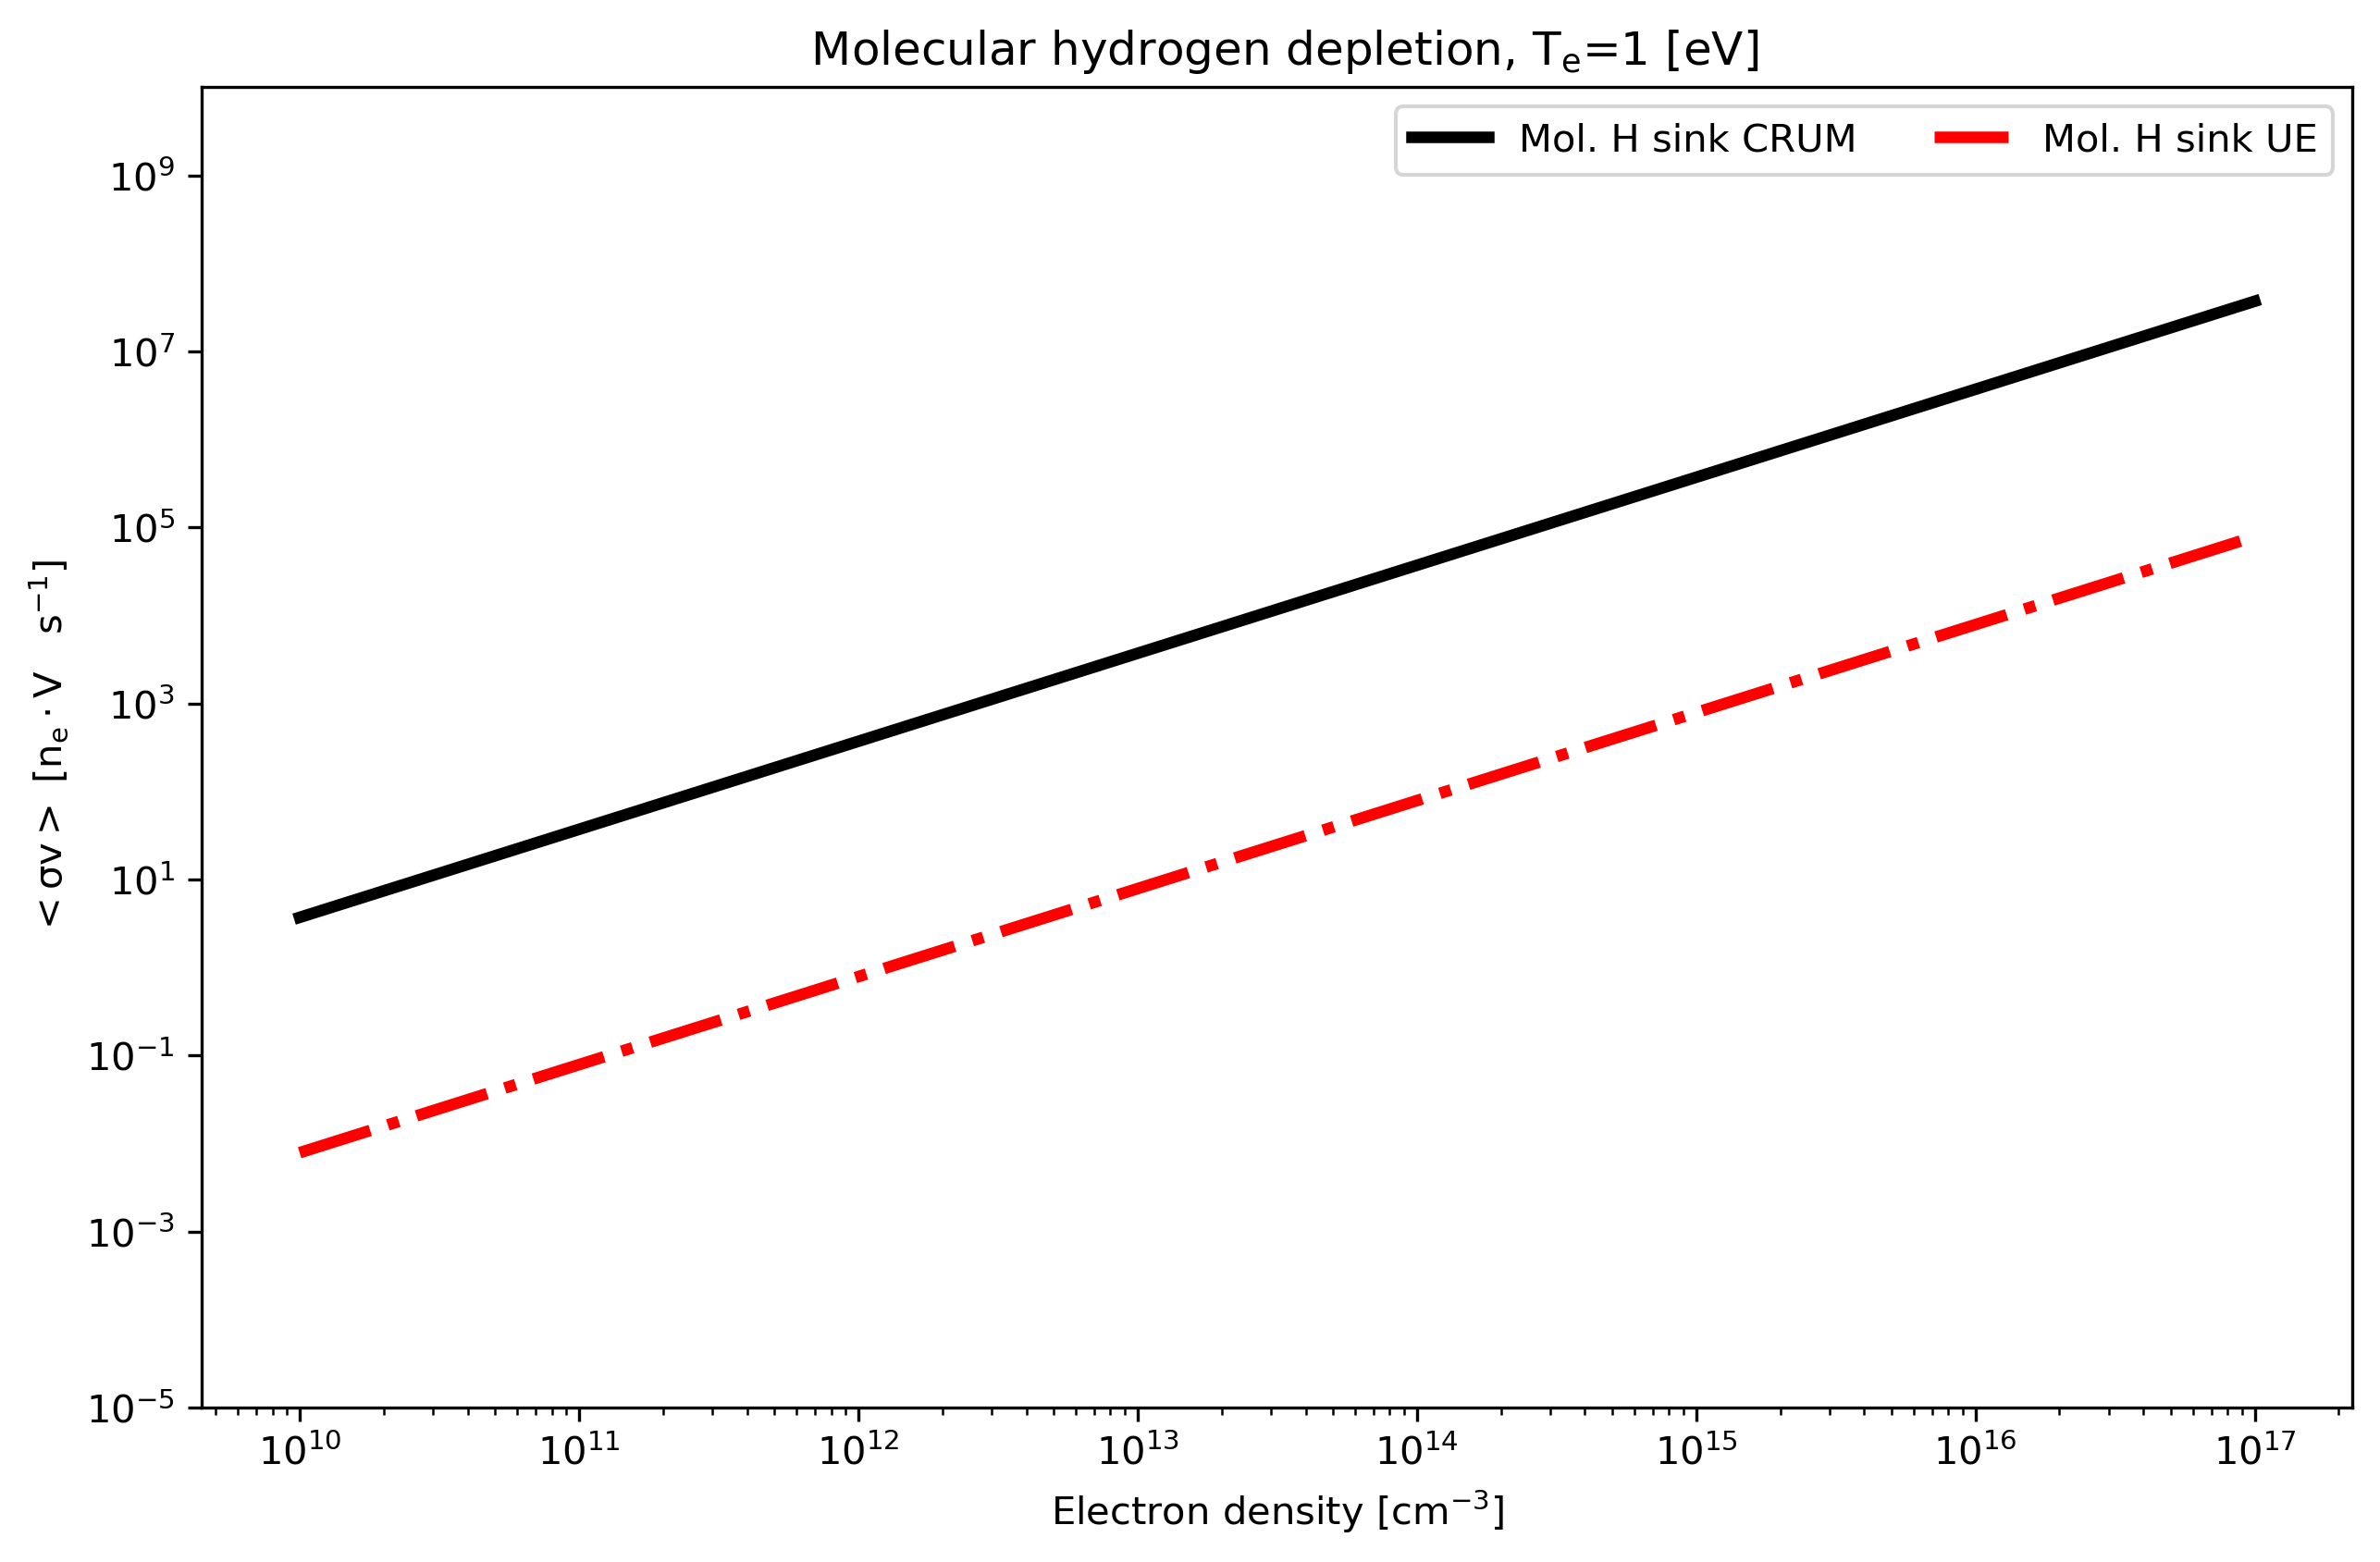 Molecular hydrogen depletion, Tₑ=1 [eV]
Mol. H sink CRUM
Mol. H sink UE
10⁹
10⁷
10⁵
10³
10¹
10⁻¹
10⁻³
10⁻⁵
< σv > [nₑ · V s⁻¹]
10¹⁰ 10¹¹ 10¹² 10¹³ 10¹⁴ 10¹⁵ 10¹⁶ 10¹⁷
Electron density [cm⁻³]